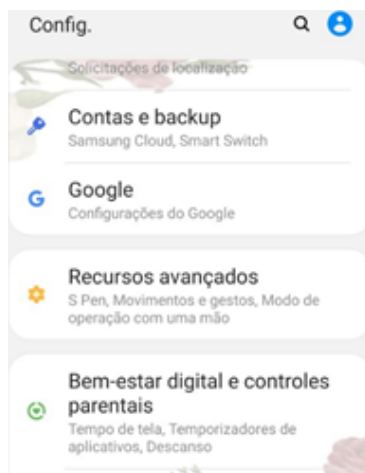 Config.
Solicitações de localização
Contas e backup
Samsung Cloud, Smart Switch
Google
Configurações do Google
Recursos avançados
S Pen, Movimentos e gestos, Modo de
operação com uma mão
Bem-estar digital e controles
parentais
Tempo de tela, Temporizadores de
aplicativos, Descanso